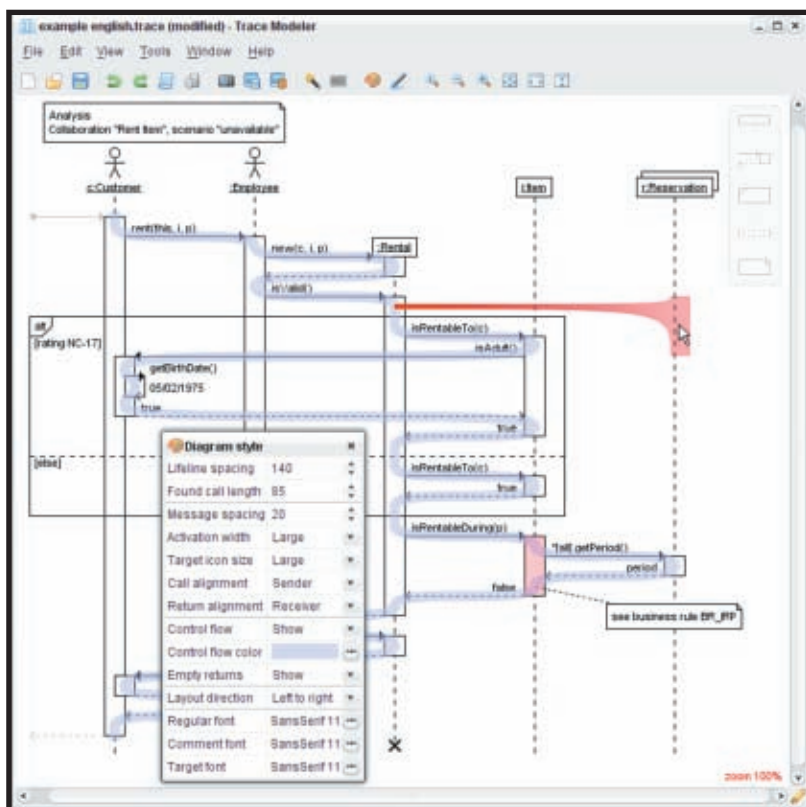 example english.trace (modified) - Trace Modeler
File Edit View Tools Window Help
Analysis
Collaboration "Rent Item", scenario "unavailable"
c:Customer
:Employee
i:Item
r:Reservation
rent(this, i, p)
new(c, i, p)
:Rental
isValid()
alt
[rating NC-17]
isRentableTo(c)
isAdult()
getBirthDate()
05/02/1975
true
true
[else]
isRentableTo(c)
true
isRentableDuring(p)
*[all] getPeriod()
period
false
see business rule BR_IRP
Diagram style
Lifeline spacing 140
Found call length 85
Message spacing 20
Activation width Large
Target icon size Large
Call alignment Sender
Return alignment Receiver
Control flow Show
Control flow color
Empty returns Show
Layout direction Left to right
Regular font SansSerif 11
Comment font SansSerif 11
Target font SansSerif 11
zoom 100%